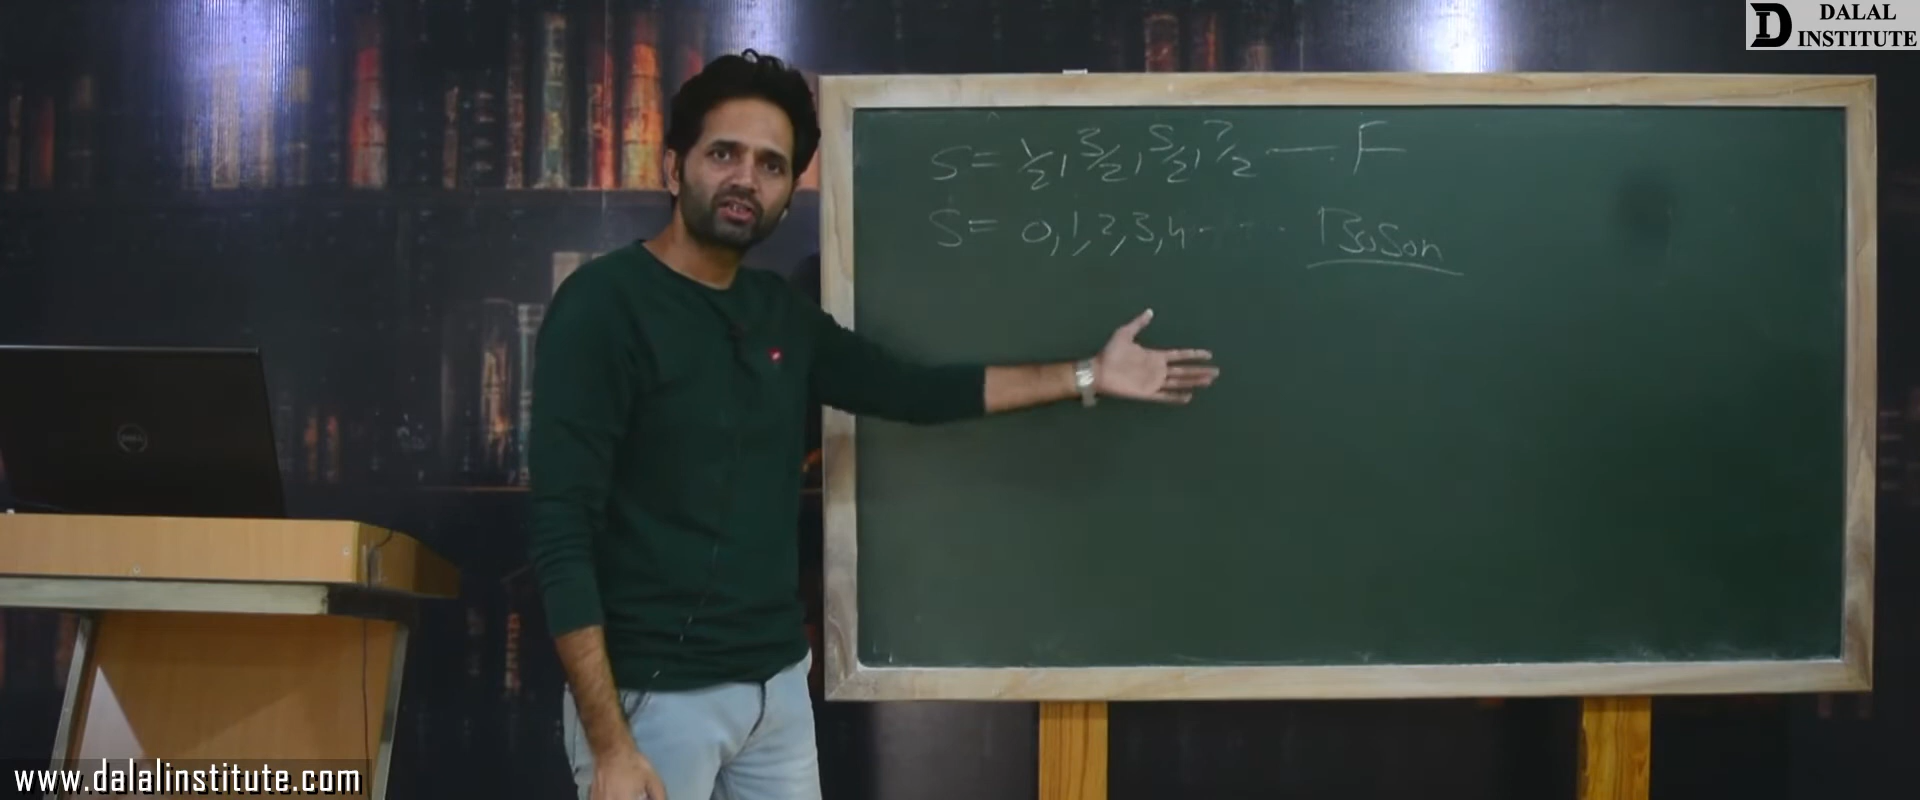 DALAL
INSTITUTE
S = 1/2, 3/2, 5/2, 7/2 —. F
S = 0, 1, 2, 3, 4 ---- Boson
DELL
www.dalalinstitute.com